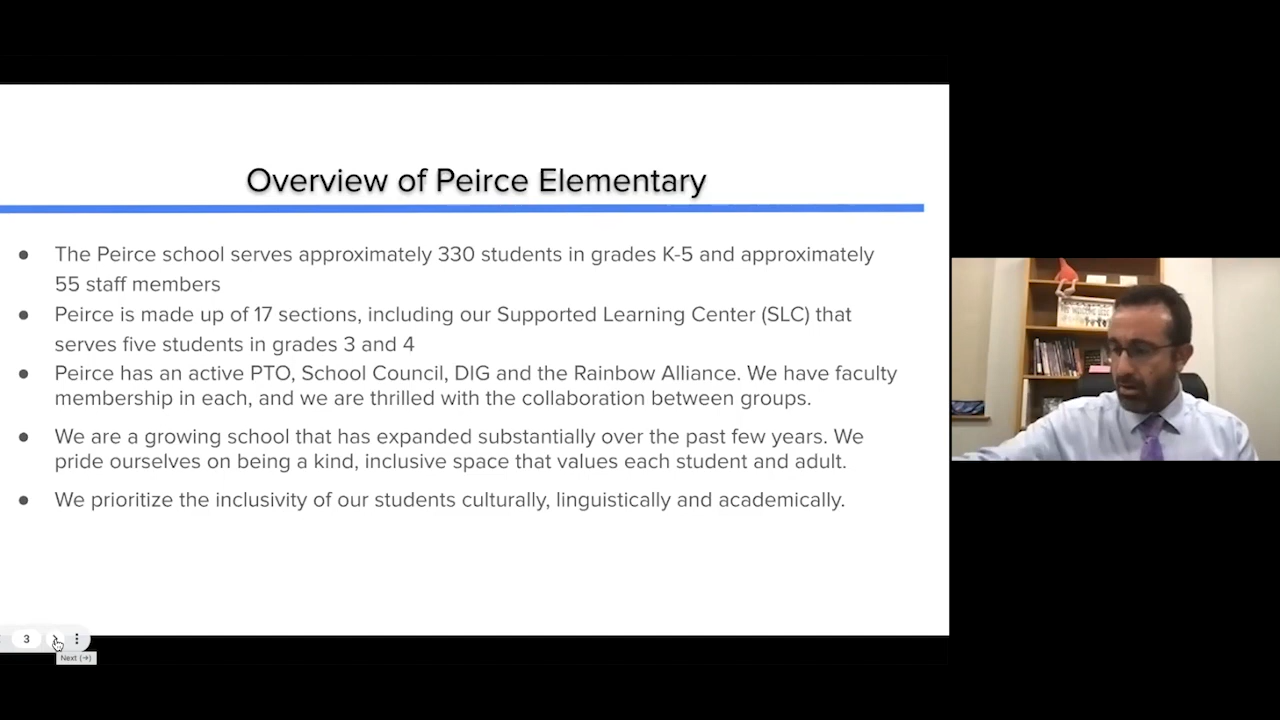 Overview of Peirce Elementary
● The Peirce school serves approximately 330 students in grades K-5 and approximately
55 staff members
● Peirce is made up of 17 sections, including our Supported Learning Center (SLC) that
serves five students in grades 3 and 4
● Peirce has an active PTO, School Council, DIG and the Rainbow Alliance. We have faculty
membership in each, and we are thrilled with the collaboration between groups.
● We are a growing school that has expanded substantially over the past few years. We
pride ourselves on being a kind, inclusive space that values each student and adult.
● We prioritize the inclusivity of our students culturally, linguistically and academically.
3
Next (→)